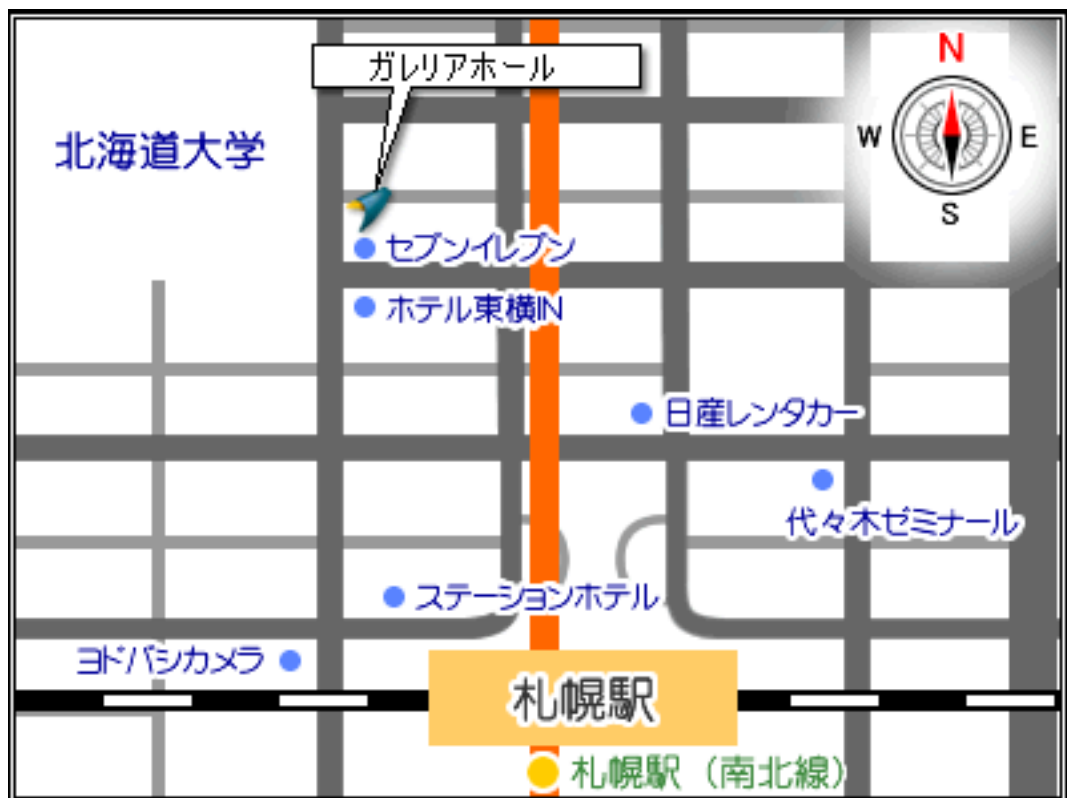 ガレリアホール
N
W
E
S
北海道大学
セブンイレブン
ホテル東横IN
日産レンタカー
代々木ゼミナール
ステーションホテル
ヨドバシカメラ
札幌駅
札幌駅（南北線）